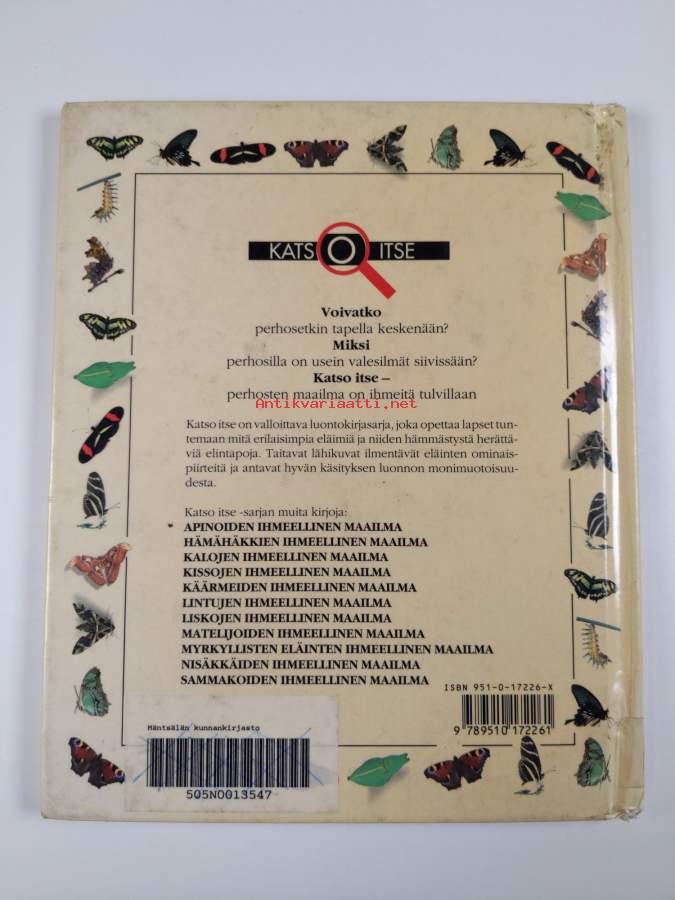 KATSO ITSE
Voivatko
perhosetkin tapella keskenään?
Miksi
perhosilla on usein valesilmät siivissään?
Katso itse –
perhosten maailma on ihmeitä tulvillaan
Antikvariaatti.net
Katso itse on valloittava luontokirjasarja, joka opettaa lapset tun-
temaan mitä erilaisimpia eläimiä ja niiden hämmästystä herättä-
viä elintapoja. Taitavat lähikuvat ilmentävät eläinten ominais-
piirteitä ja antavat hyvän käsityksen luonnon monimuotoisuu-
desta.
Katso itse -sarjan muita kirjoja:
APINOIDEN IHMEELLINEN MAAILMA
HÄMÄHÄKKIEN IHMEELLINEN MAAILMA
KALOJEN IHMEELLINEN MAAILMA
KISSOJEN IHMEELLINEN MAAILMA
KÄÄRMEIDEN IHMEELLINEN MAAILMA
LINTUJEN IHMEELLINEN MAAILMA
LISKOJEN IHMEELLINEN MAAILMA
MATELIJOIDEN IHMEELLINEN MAAILMA
MYRKYLLISTEN ELÄINTEN IHMEELLINEN MAAILMA
NISÄKKÄIDEN IHMEELLINEN MAAILMA
SAMMAKOIDEN IHMEELLINEN MAAILMA
ISBN 951-0-17226-X
9 789510 172261
Mäntsälän kunnankirjasto
505N0013547